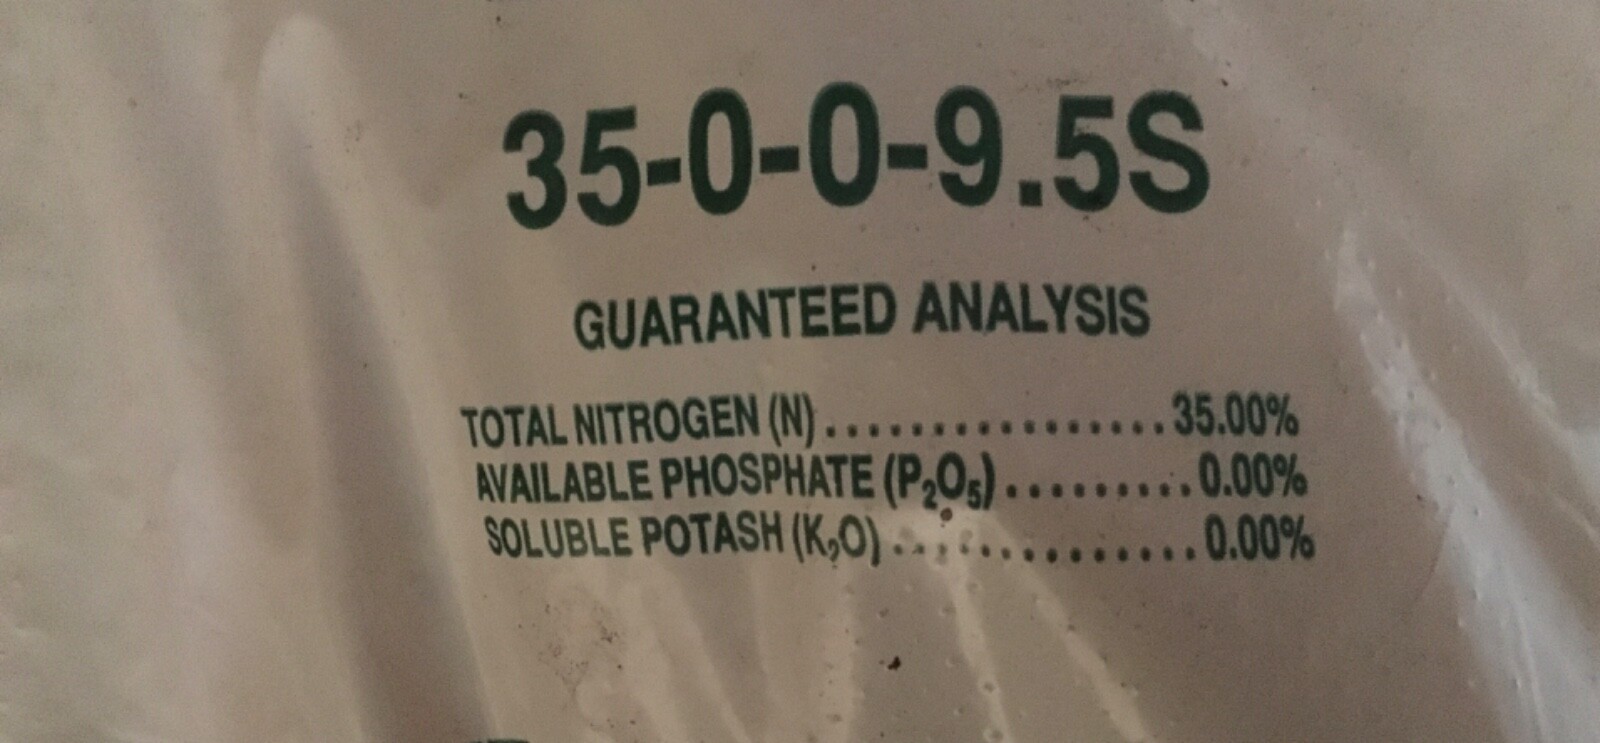 35-0-0-9.5S
GUARANTEED ANALYSIS
TOTAL NITROGEN (N)................35.00%
AVAILABLE PHOSPHATE (P₂O₅).........0.00%
SOLUBLE POTASH (K₂O)..............0.00%